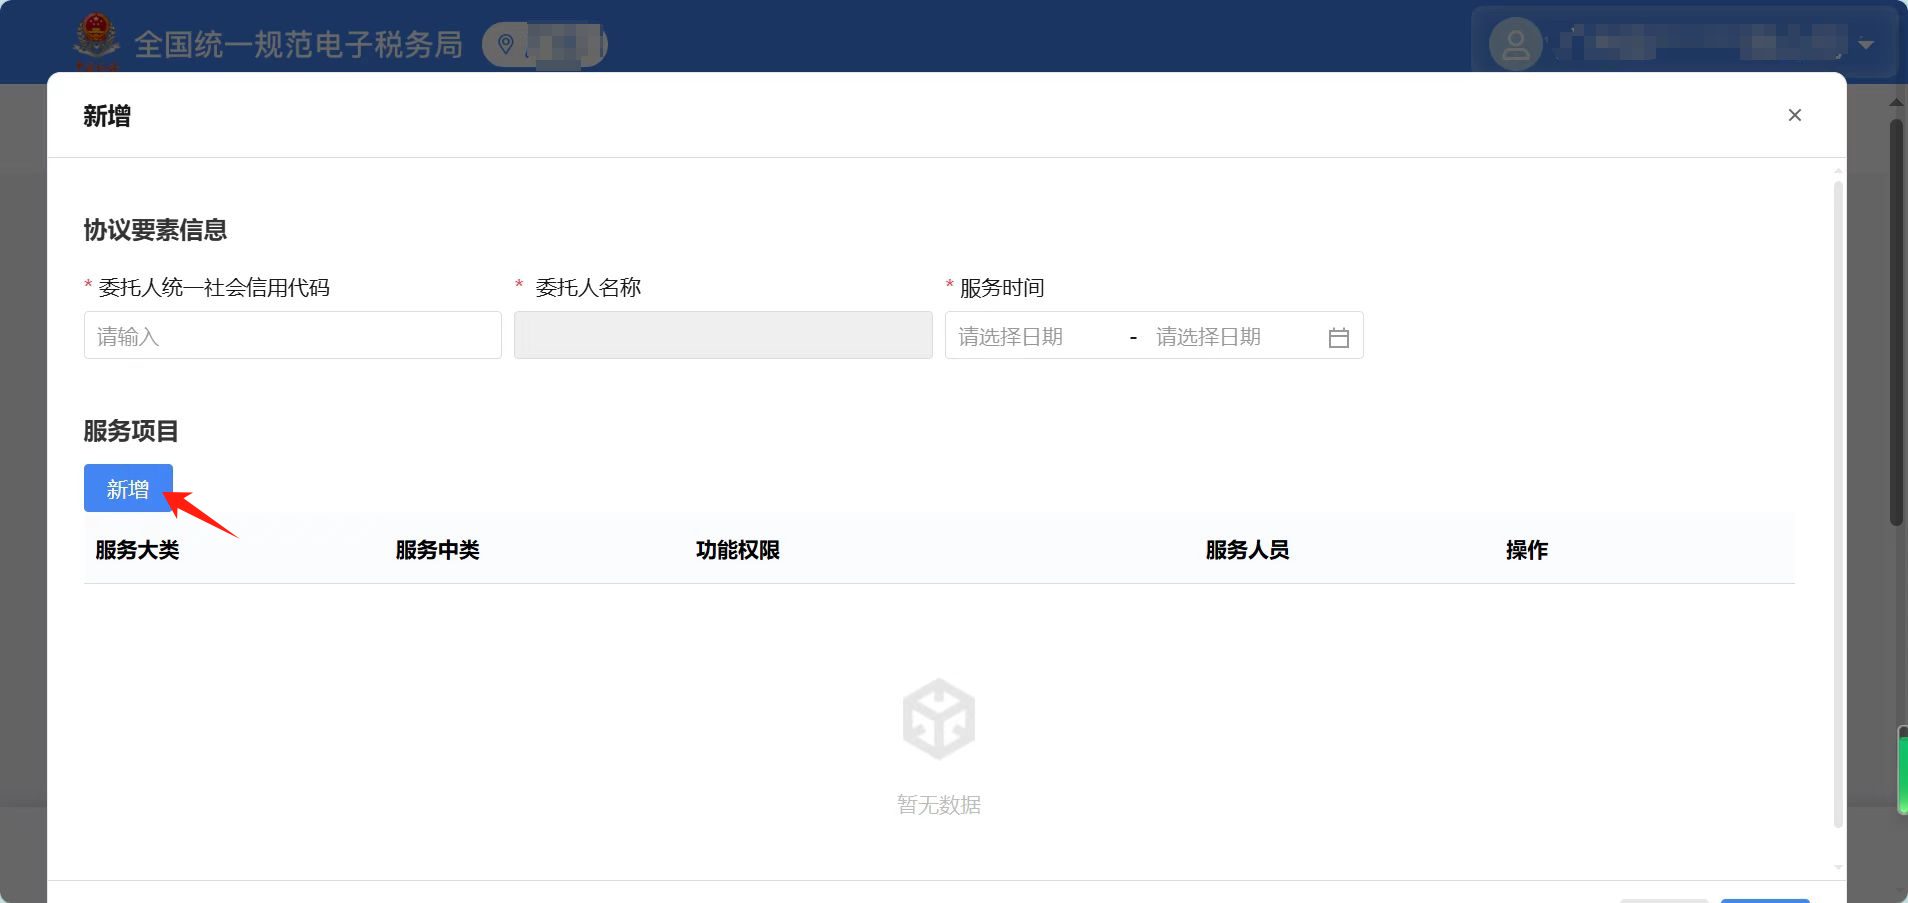 全国统一规范电子税务局
新增
协议要素信息
* 委托人统一社会信用代码
* 委托人名称
* 服务时间
请输入
请选择日期 - 请选择日期
服务项目
新增
服务大类 服务中类 功能权限 服务人员 操作
暂无数据